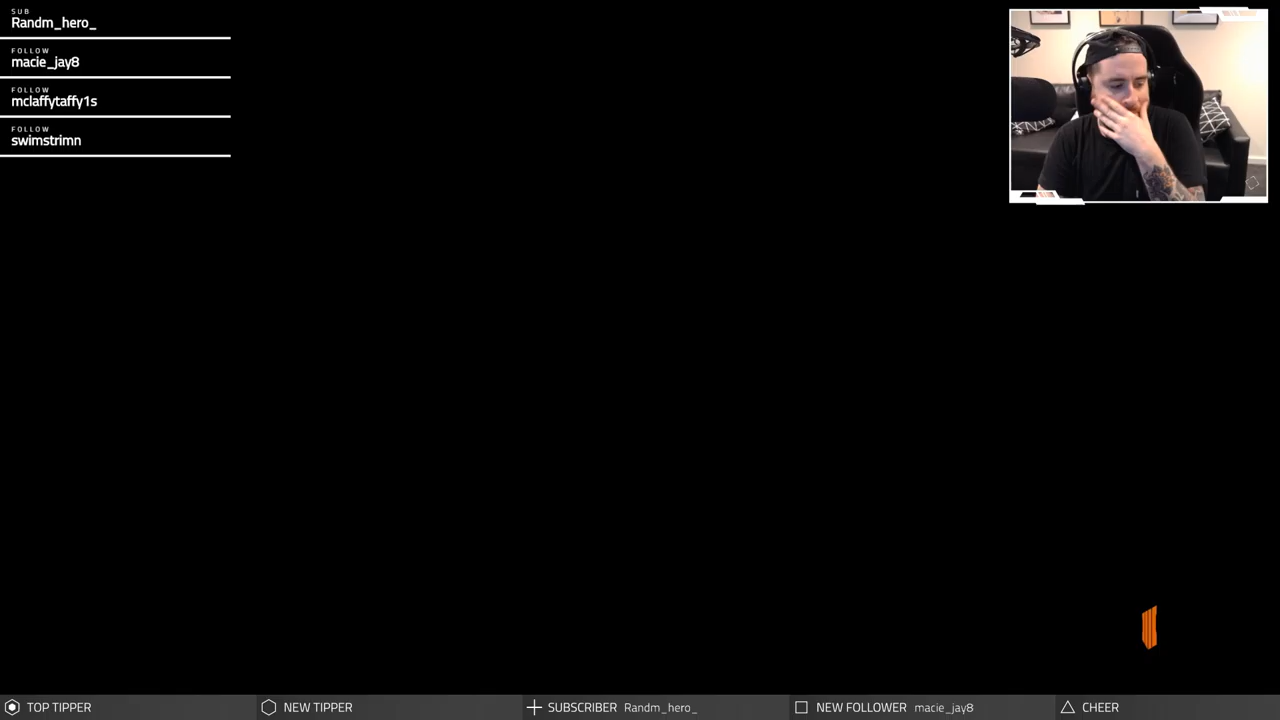 SUB
Randm_hero_
FOLLOW
macie_jay8
FOLLOW
mclaffytaffy1s
FOLLOW
swimstrimn
TOP TIPPER
NEW TIPPER
SUBSCRIBER Randm_hero_
NEW FOLLOWER macie_jay8
CHEER